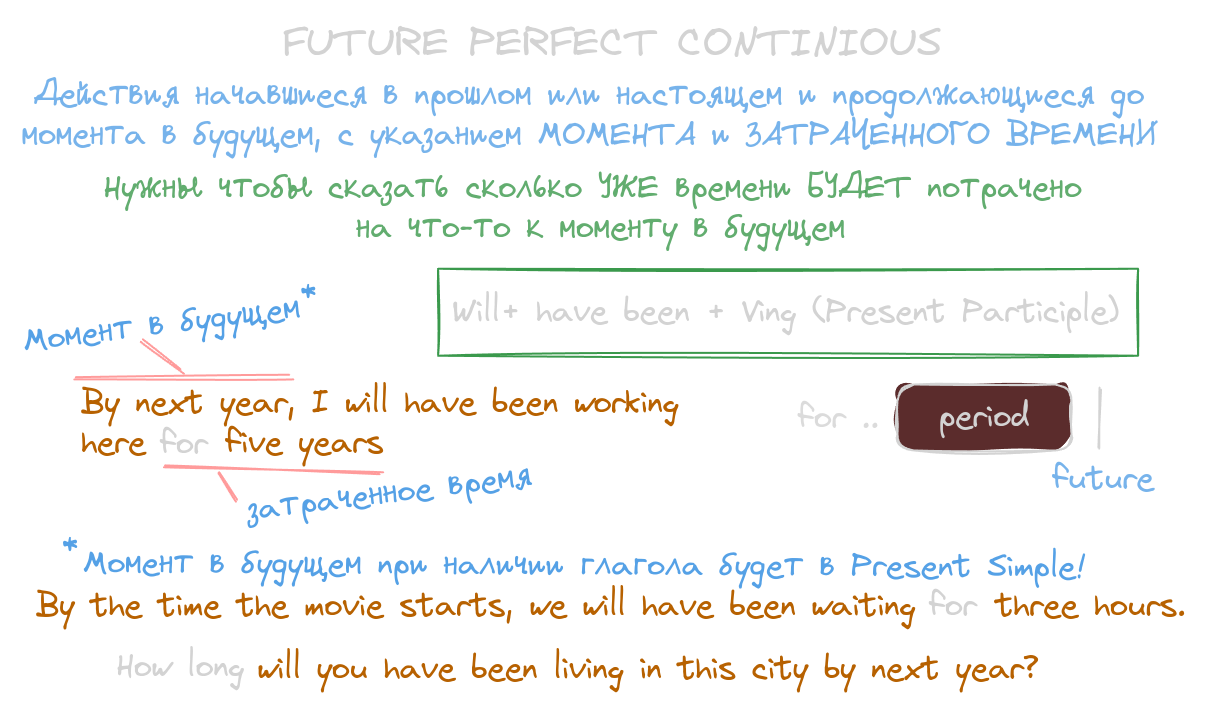 FUTURE PERFECT CONTINIOUS
Действия начавшиеся в прошлом или настоящем и продолжающиеся до
момента в будущем, с указанием МОМЕНТА и ЗАТРАЧЕННОГО ВРЕМЕНИ
Нужны чтобы сказать сколько УЖЕ времени БУДЕТ потрачено
на что-то к моменту в будущем
момент в будущем*
Will+ have been + Ving (Present Participle)
By next year, I will have been working
here for five years
затраченное время
for .. period
future
*Момент в будущем при наличии глагола будет в Present Simple!
By the time the movie starts, we will have been waiting for three hours.
How long will you have been living in this city by next year?